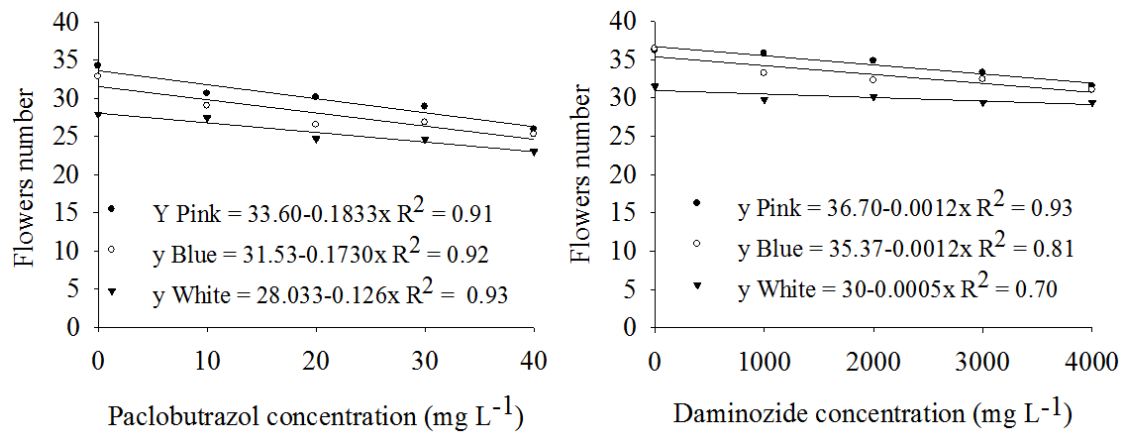 40
35
30
25
20
15
10
5
0
Flowers number
Y Pink = 33.60-0.1833x R² = 0.91
y Blue = 31.53-0.1730x R² = 0.92
y White = 28.033-0.126x R² = 0.93
0 10 20 30 40
Paclobutrazol concentration (mg L⁻¹)
40
35
30
25
20
15
10
5
0
Flowers number
y Pink = 36.70-0.0012x R² = 0.93
y Blue = 35.37-0.0012x R² = 0.81
y White = 30-0.0005x R² = 0.70
0 1000 2000 3000 4000
Daminozide concentration (mg L⁻¹)